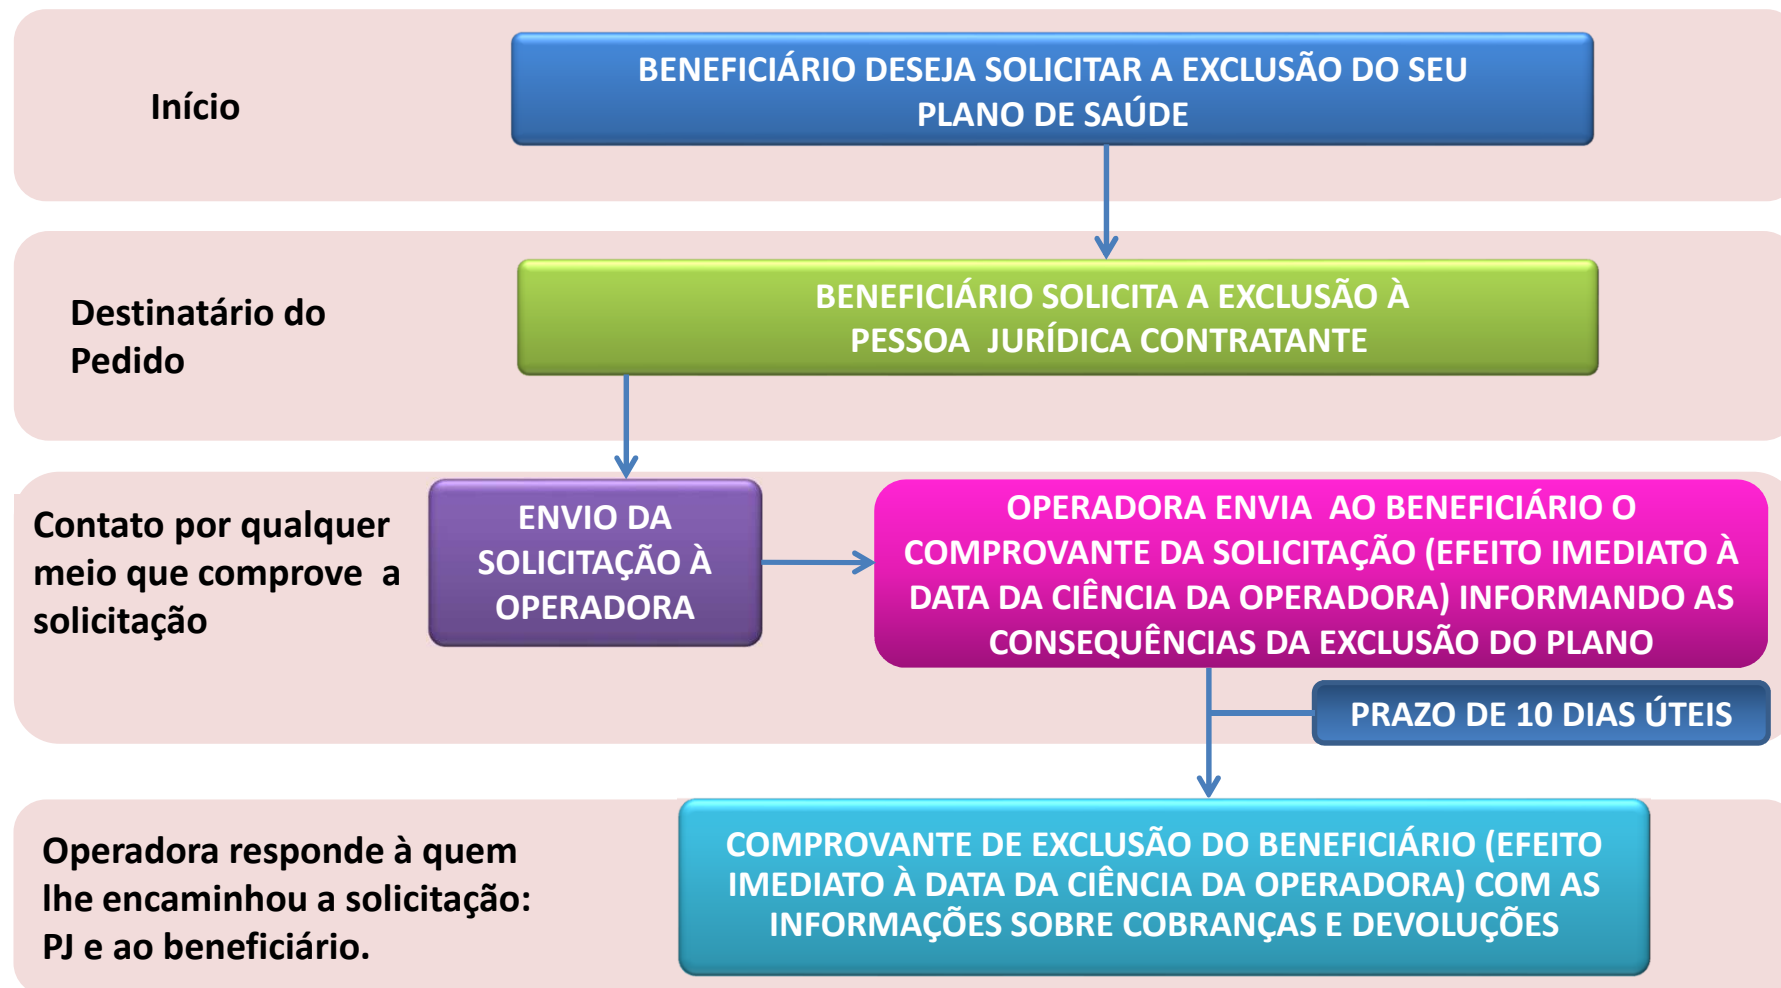 Início
BENEFICIÁRIO DESEJA SOLICITAR A EXCLUSÃO DO SEU
PLANO DE SAÚDE
Destinatário do
Pedido
BENEFICIÁRIO SOLICITA A EXCLUSÃO À
PESSOA JURÍDICA CONTRATANTE
Contato por qualquer
meio que comprove a
solicitação
ENVIO DA
SOLICITAÇÃO À
OPERADORA
OPERADORA ENVIA AO BENEFICIÁRIO O
COMPROVANTE DA SOLICITAÇÃO (EFEITO IMEDIATO À
DATA DA CIÊNCIA DA OPERADORA) INFORMANDO AS
CONSEQUÊNCIAS DA EXCLUSÃO DO PLANO
PRAZO DE 10 DIAS ÚTEIS
Operadora responde à quem
lhe encaminhou a solicitação:
PJ e ao beneficiário.
COMPROVANTE DE EXCLUSÃO DO BENEFICIÁRIO (EFEITO
IMEDIATO À DATA DA CIÊNCIA DA OPERADORA) COM AS
INFORMAÇÕES SOBRE COBRANÇAS E DEVOLUÇÕES